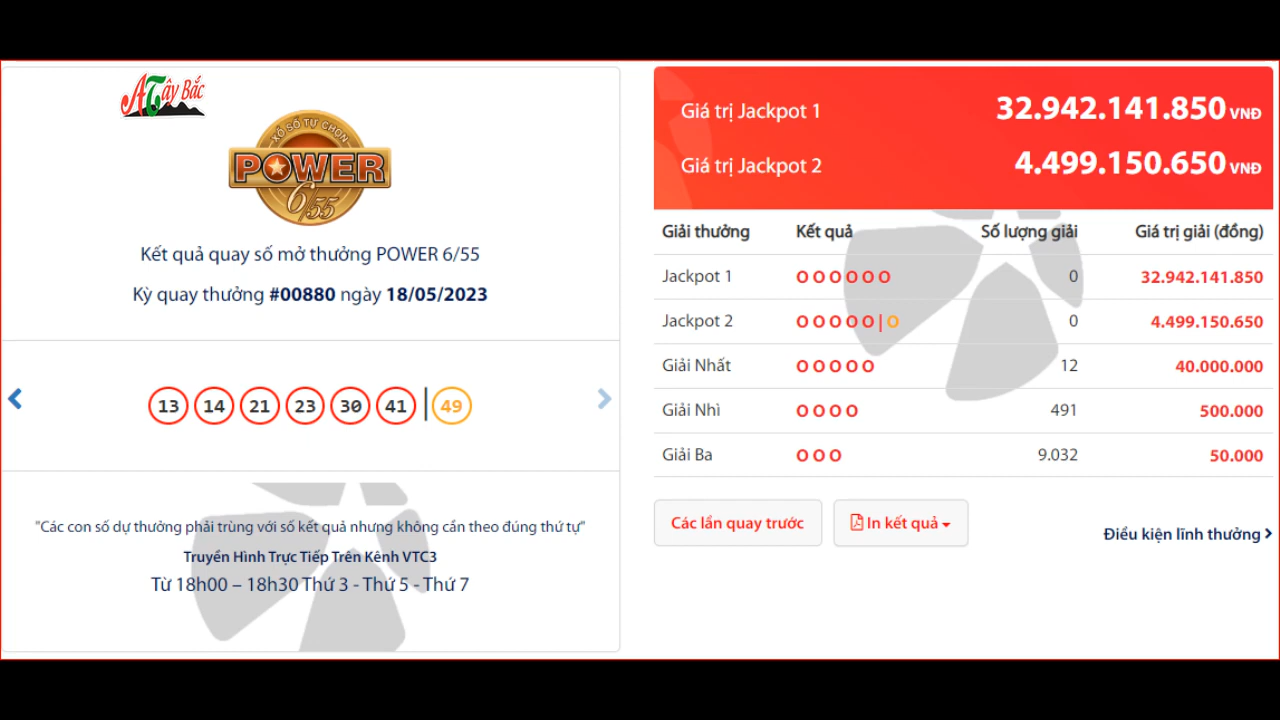 ATây Bắc
XỔ SỐ TỰ CHỌN
POWER
6/55
Kết quả quay số mở thưởng POWER 6/55
Kỳ quay thưởng #00880 ngày 18/05/2023
13 14 21 23 30 41 | 49
"Các con số dự thưởng phải trùng với số kết quả nhưng không cần theo đúng thứ tự"
Truyền Hình Trực Tiếp Trên Kênh VTC3
Từ 18h00 – 18h30 Thứ 3 - Thứ 5 - Thứ 7
Giá trị Jackpot 1 32.942.141.850 VNĐ
Giá trị Jackpot 2 4.499.150.650 VNĐ
Giải thưởng Kết quả Số lượng giải Giá trị giải (đồng)
Jackpot 1 O O O O O O 0 32.942.141.850
Jackpot 2 O O O O O | O 0 4.499.150.650
Giải Nhất O O O O O 12 40.000.000
Giải Nhì O O O O 491 500.000
Giải Ba O O O 9.032 50.000
Các lần quay trước In kết quả Điều kiện lĩnh thưởng